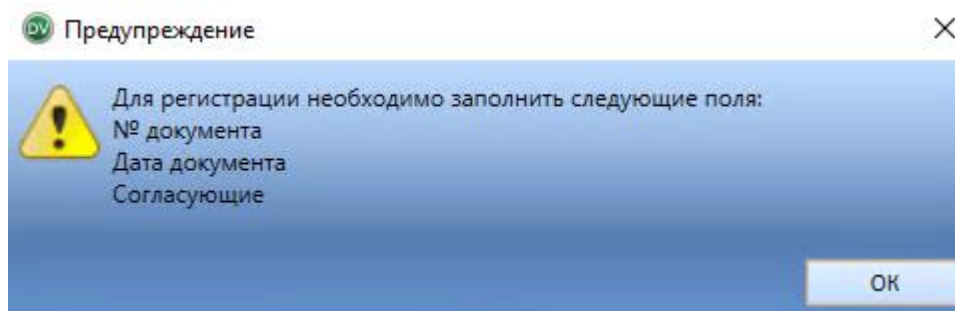 DV Предупреждение
Для регистрации необходимо заполнить следующие поля:
№ документа
Дата документа
Согласующие
ОК